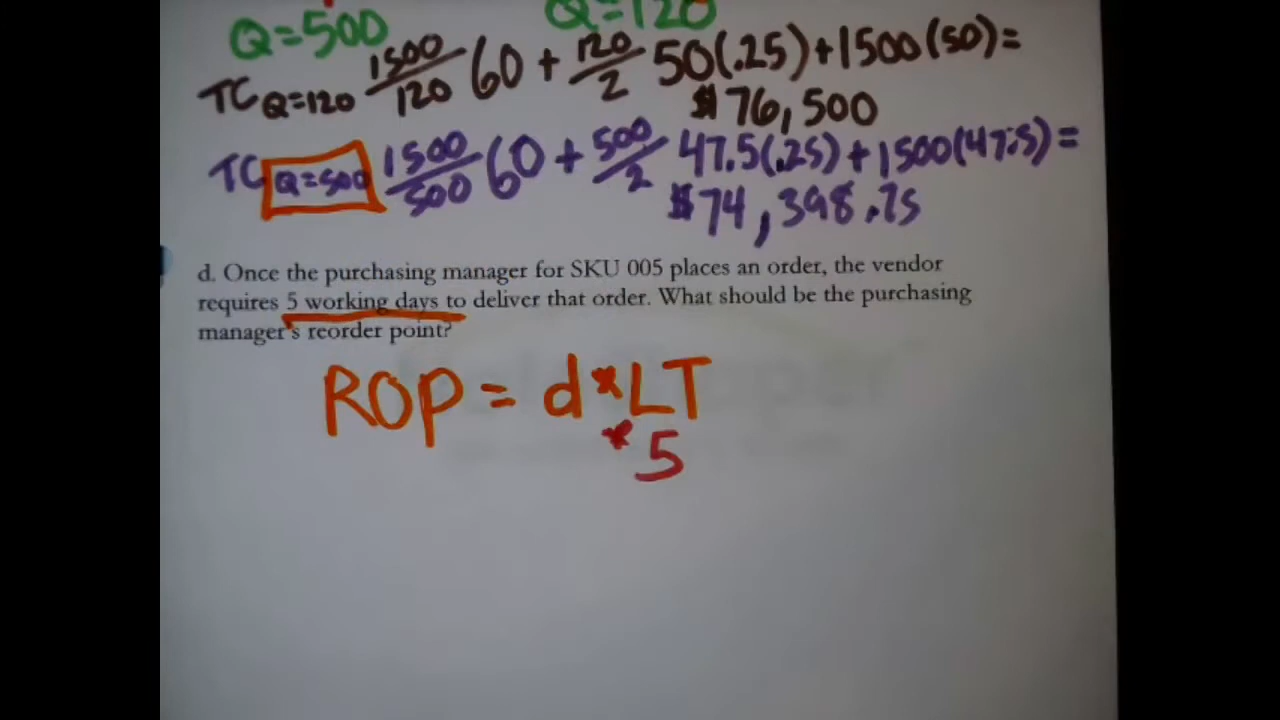 Q=500 Q=120
TC Q=120 1500/120 60 + 120/2 50(.25)+1500(50)=
$76,500
TC Q=500 1500/500 60 + 500/2 47.5(.25)+1500(47.5)=
$74,398.75
d. Once the purchasing manager for SKU 005 places an order, the vendor
requires 5 working days to deliver that order. What should be the purchasing
manager's reorder point?
ROP = d*LT
* 5